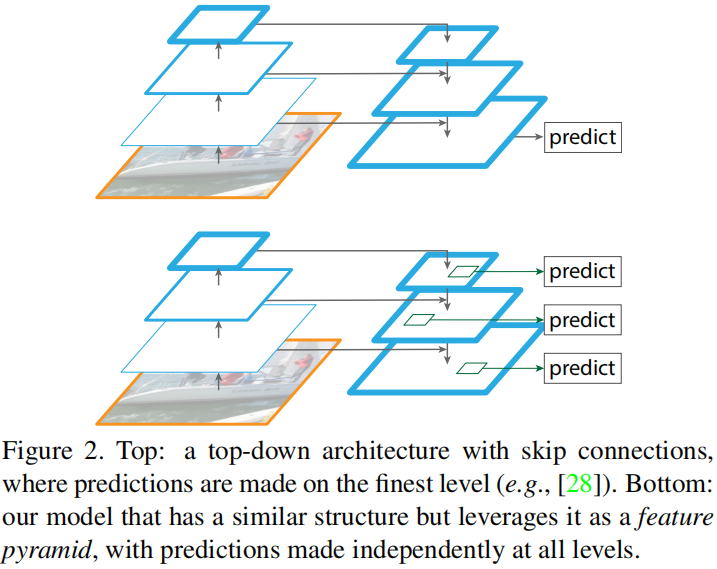 predict
predict
predict
predict
Figure 2. Top: a top-down architecture with skip connections,
where predictions are made on the finest level (e.g., [28]). Bottom:
our model that has a similar structure but leverages it as a feature
pyramid, with predictions made independently at all levels.